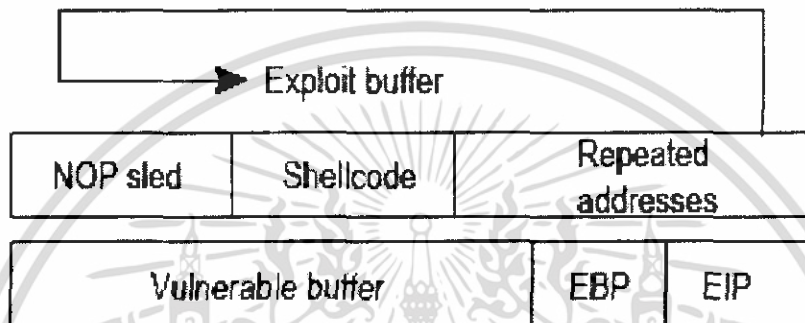 Exploit buffer
NOP sled
Shellcode
Repeated
addresses
Vulnerable buffer
EBP
EIP